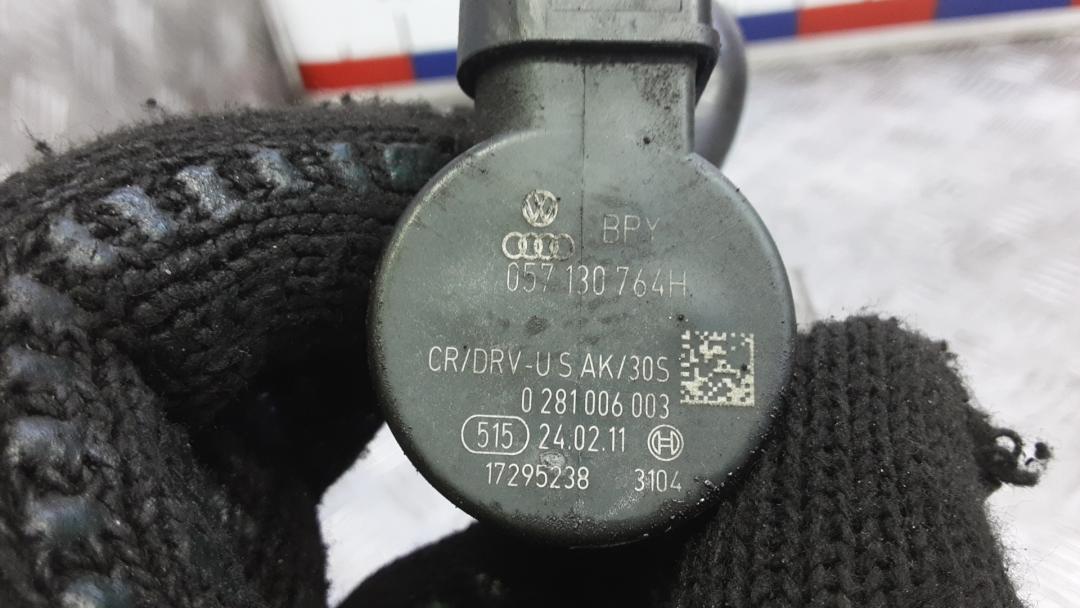 BPY
057 130 764H
CR/DRV-U S AK/30S
0 281 006 003
515 24.02.11
17295238 3104